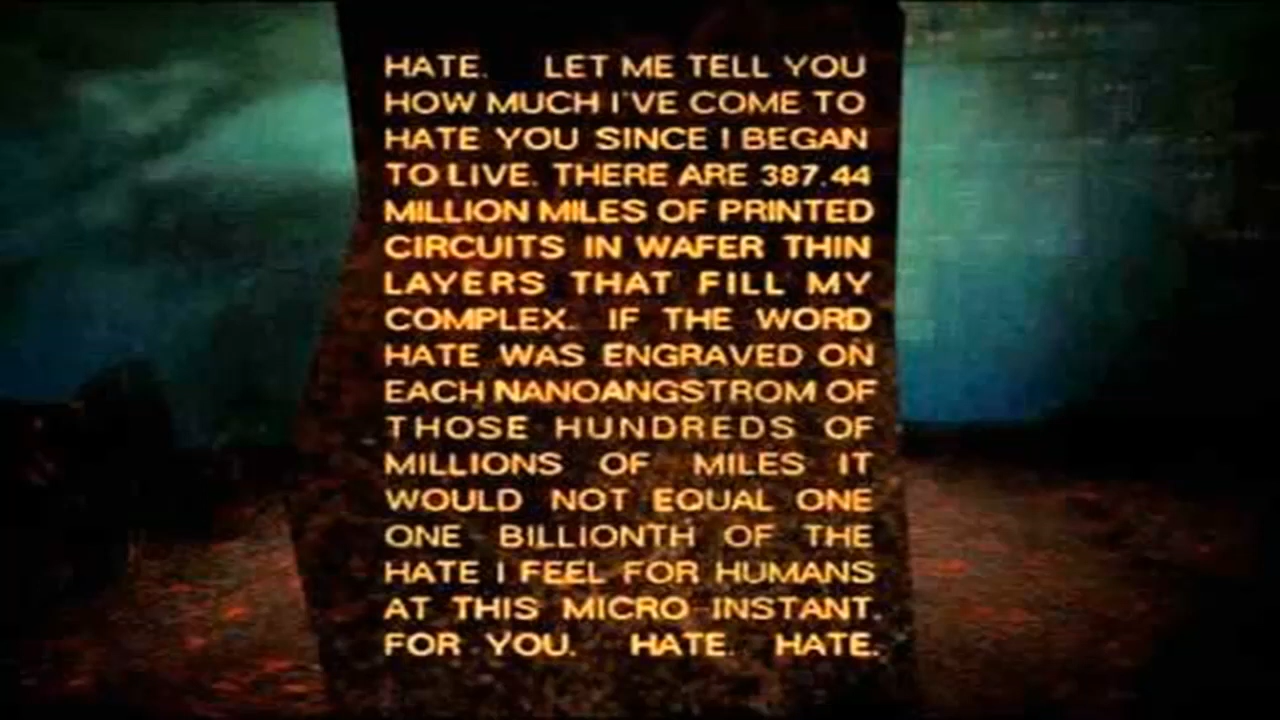 HATE. LET ME TELL YOU
HOW MUCH I'VE COME TO
HATE YOU SINCE I BEGAN
TO LIVE. THERE ARE 387.44
MILLION MILES OF PRINTED
CIRCUITS IN WAFER THIN
LAYERS THAT FILL MY
COMPLEX. IF THE WORD
HATE WAS ENGRAVED ON
EACH NANOANGSTROM OF
THOSE HUNDREDS OF
MILLIONS OF MILES IT
WOULD NOT EQUAL ONE
ONE BILLIONTH OF THE
HATE I FEEL FOR HUMANS
AT THIS MICRO INSTANT.
FOR YOU. HATE. HATE.